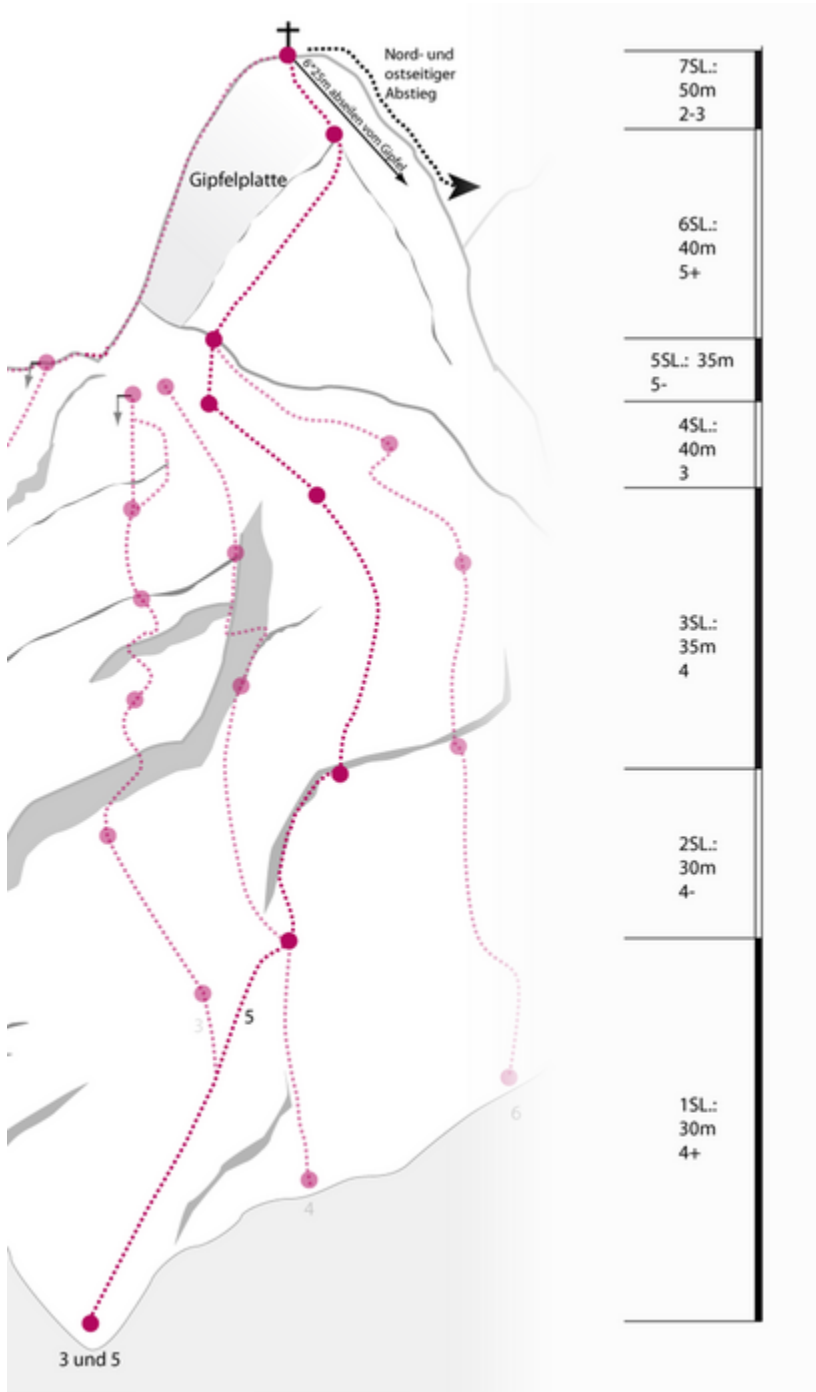 Nord- und
ostseitiger
Abstieg
6*25m abseilen vom Gipfel
Gipfelplatte
7SL.:
50m
2-3
6SL.:
40m
5+
5SL.: 35m
5-
4SL.:
40m
3
3SL.:
35m
4
2SL.:
30m
4-
1SL.:
30m
4+
3
5
6
4
3 und 5